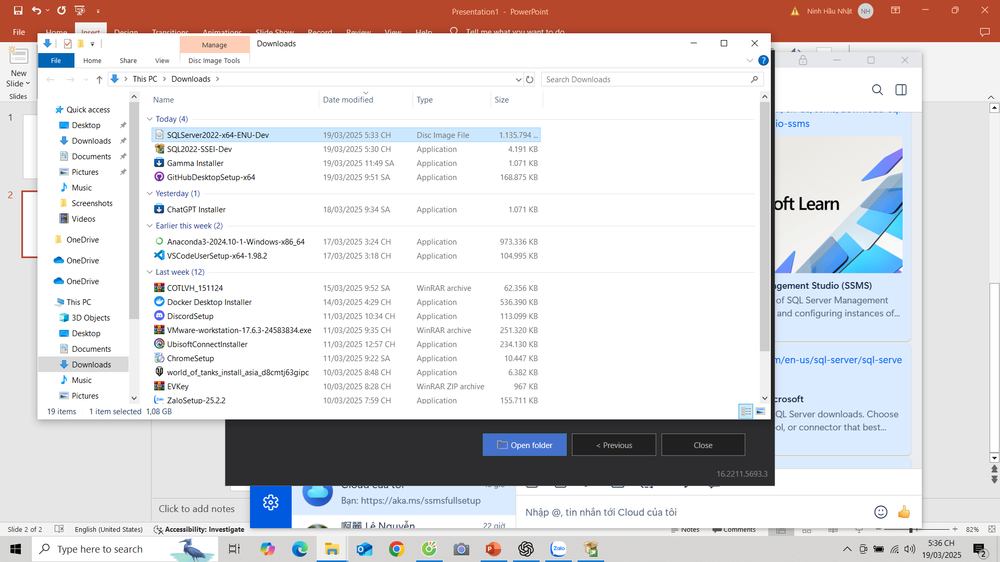 Presentation1 - PowerPoint
Ninh Hầu Nhật
NH
File
Home
Insert
Design
Transitions
Animations
Slide Show
Record
Review
View
Help
Tell me what you want to do
New
Slide
Slides
Manage
Downloads
File
Home
Share
View
Disc Image Tools
This PC
Downloads
Search Downloads
Name
Date modified
Type
Size
Quick access
Desktop
Downloads
Documents
Pictures
Music
Screenshots
Videos
OneDrive
OneDrive
OneDrive
This PC
3D Objects
Desktop
Documents
Downloads
Music
Pictures
Today (4)
SQLServer2022-x64-ENU-Dev 19/03/2025 5:33 CH Disc Image File 1.135.794 ...
SQL2022-SSEI-Dev 19/03/2025 5:30 CH Application 4.191 KB
Gamma Installer 19/03/2025 11:49 SA Application 1.071 KB
GitHubDesktopSetup-x64 19/03/2025 9:51 SA Application 168.875 KB
Yesterday (1)
ChatGPT Installer 18/03/2025 9:34 SA Application 1.071 KB
Earlier this week (2)
Anaconda3-2024.10-1-Windows-x86_64 17/03/2025 3:24 CH Application 973.336 KB
VSCodeUserSetup-x64-1.98.2 17/03/2025 3:18 CH Application 104.995 KB
Last week (12)
COTLVH_151124 15/03/2025 9:52 SA WinRAR archive 62.356 KB
Docker Desktop Installer 14/03/2025 4:29 CH Application 536.390 KB
DiscordSetup 11/03/2025 10:34 CH Application 113.099 KB
VMware-workstation-17.6.3-24583834.exe 11/03/2025 9:35 CH WinRAR archive 251.320 KB
UbisoftConnectInstaller 11/03/2025 12:57 CH Application 234.130 KB
ChromeSetup 11/03/2025 9:22 SA Application 10.447 KB
world_of_tanks_install_asia_d8cmtj63gipc 10/03/2025 8:48 CH Application 6.382 KB
EVKey 10/03/2025 8:28 CH WinRAR ZIP archive 967 KB
ZaloSetup-25.2.2 10/03/2025 7:59 CH Application 155.711 KB
19 items
1 item selected 1,08 GB
1
2
io-ssms
oft Learn
gement Studio (SSMS)
of SQL Server Management
and configuring instances of...
m/en-us/sql-server/sql-serve
crosoft
QL Server downloads. Choose
ool, or connector that best...
Open folder
< Previous
Close
16.2211.5693.3
Cloud của tôi
Bạn: https://aka.ms/ssmsfullsetup
啊麗 Lê Nguyễn
22 giờ
Nhập @, tin nhắn tới Cloud của tôi
Click to add notes
Slide 2 of 2
English (United States)
Accessibility: Investigate
Notes
Comments
82%
Type here to search
Zalo
5:36 CH
19/03/2025
2